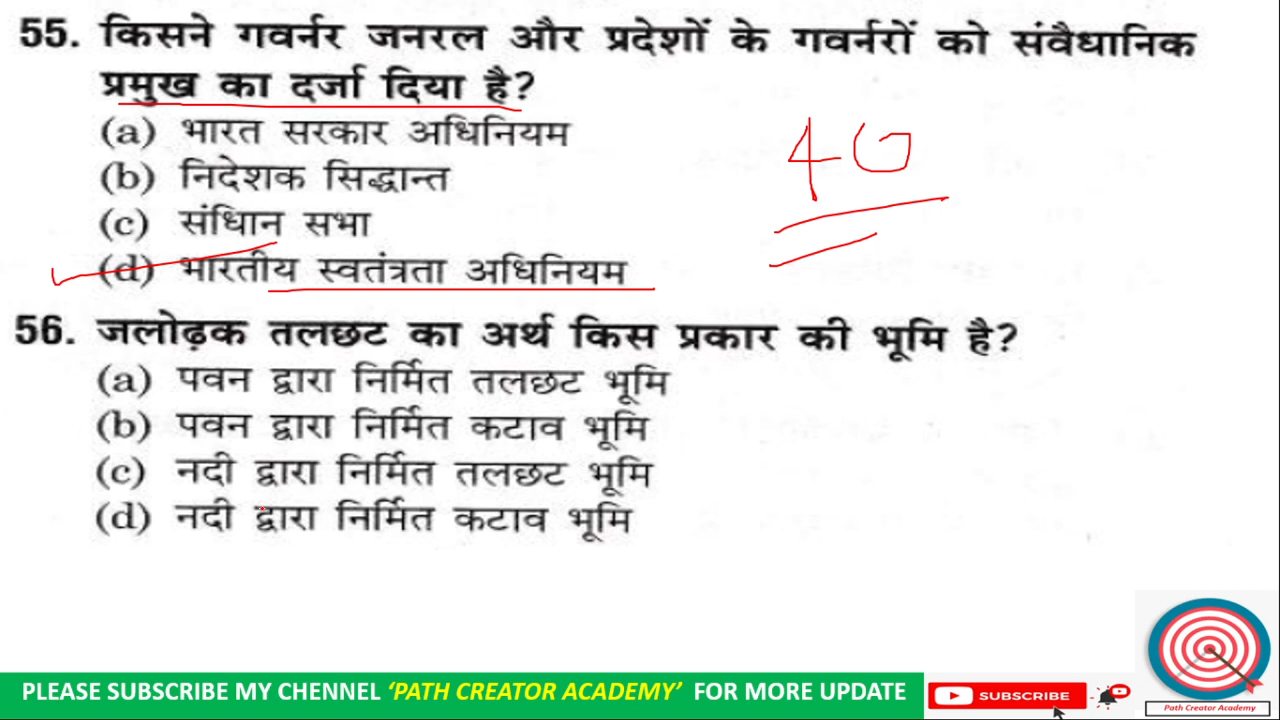 55. किसने गवर्नर जनरल और प्रदेशों के गवर्नरों को संवैधानिक
प्रमुख का दर्जा दिया है?
(a) भारत सरकार अधिनियम
(b) निदेशक सिद्धान्त
(c) संधिान सभा
(d) भारतीय स्वतंत्रता अधिनियम
40
56. जलोढ़क तलछट का अर्थ किस प्रकार की भूमि है?
(a) पवन द्वारा निर्मित तलछट भूमि
(b) पवन द्वारा निर्मित कटाव भूमि
(c) नदी द्वारा निर्मित तलछट भूमि
(d) नदी द्वारा निर्मित कटाव भूमि
PLEASE SUBSCRIBE MY CHENNEL ‘PATH CREATOR ACADEMY’ FOR MORE UPDATE
SUBSCRIBE
Path Creator Academy